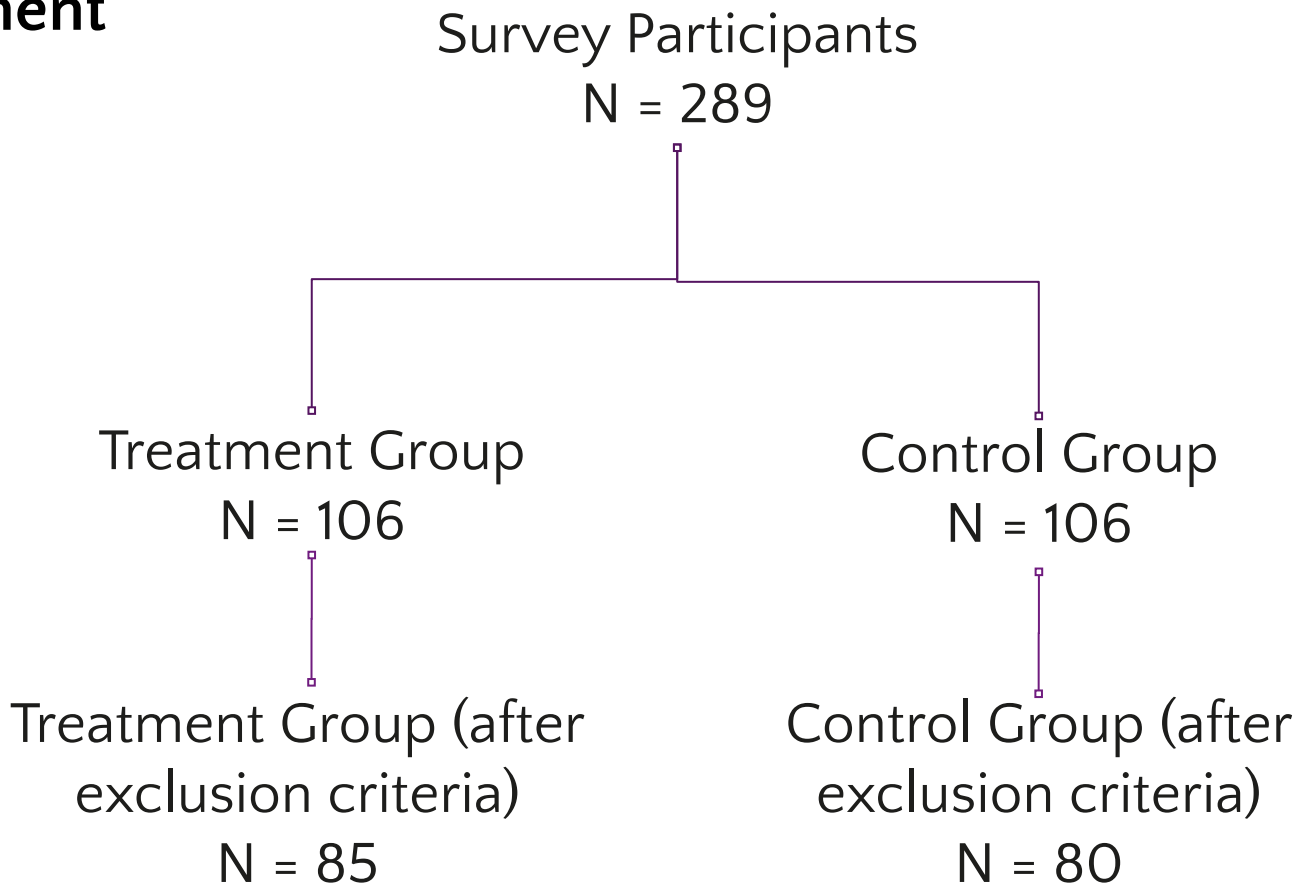 Survey Participants
N = 289
Treatment Group
N = 106
Control Group
N = 106
Treatment Group (after
exclusion criteria)
N = 85
Control Group (after
exclusion criteria)
N = 80